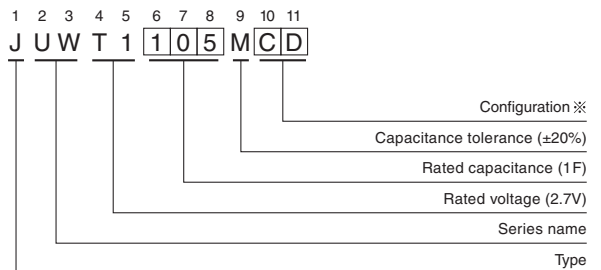 1 2 3 4 5 6 7 8 9 10 11
J U W T 1 1 0 5 M C D
Configuration ※
Capacitance tolerance (±20%)
Rated capacitance (1F)
Rated voltage (2.7V)
Series name
Type